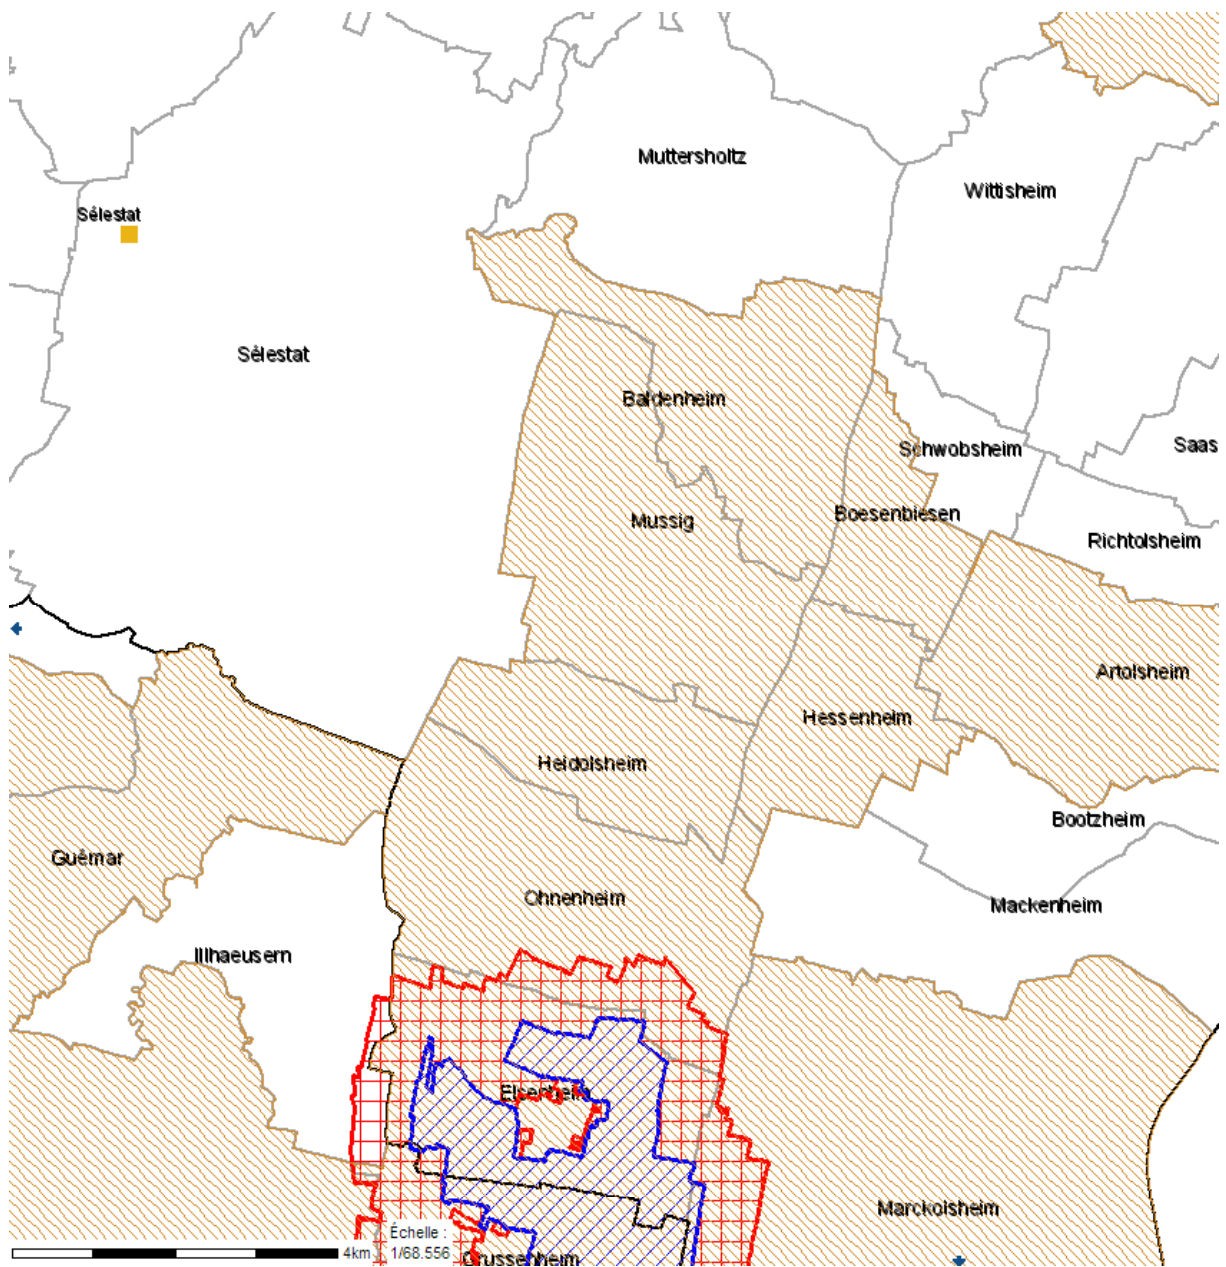 Muttersholtz
Wittisheim
Sélestat
Sélestat
Baldenheim
Schwobsheim
Saas
Mussig
Boesenbiesen
Richtolsheim
Artolsheim
Hessenheim
Heidolsheim
Bootzheim
Guémar
Ohnenheim
Mackenheim
Illhaeusern
Elsenheim
Marckolsheim
Échelle :
4km
1/68.556
Grussenheim